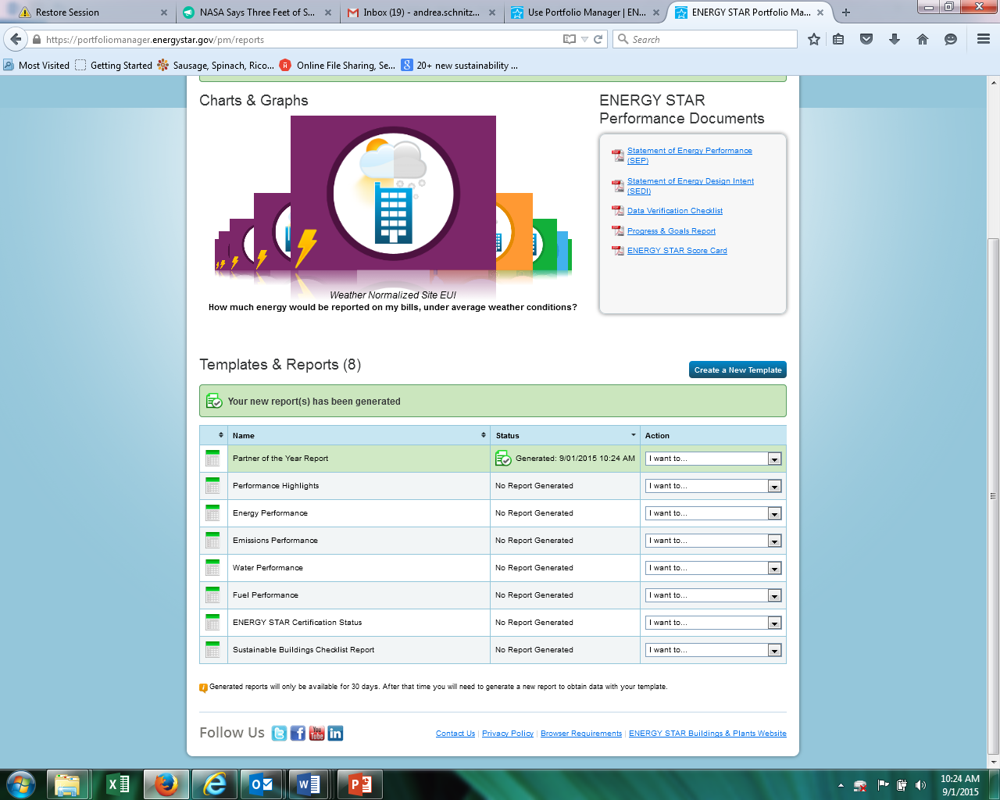 Restore Session
NASA Says Three Feet of S...
Inbox (19) - andrea.schnitz...
Use Portfolio Manager | EN...
ENERGY STAR Portfolio Ma...
https://portfoliomanager.energystar.gov/pm/reports
Search
Most Visited
Getting Started
Sausage, Spinach, Rico...
Online File Sharing, Se...
20+ new sustainability ...
Charts & Graphs
ENERGY STAR
Performance Documents
Statement of Energy Performance
(SEP)
Statement of Energy Design Intent
(SEDI)
Data Verification Checklist
Progress & Goals Report
ENERGY STAR Score Card
Weather Normalized Site EUI
How much energy would be reported on my bills, under average weather conditions?
Templates & Reports (8)
Create a New Template
Your new report(s) has been generated
Name Status Action
Partner of the Year Report Generated: 9/01/2015 10:24 AM I want to...
Performance Highlights No Report Generated I want to...
Energy Performance No Report Generated I want to...
Emissions Performance No Report Generated I want to...
Water Performance No Report Generated I want to...
Fuel Performance No Report Generated I want to...
ENERGY STAR Certification Status No Report Generated I want to...
Sustainable Buildings Checklist Report No Report Generated I want to...
Generated reports will only be available for 30 days. After that time you will need to generate a new report to obtain data with your template.
Follow Us
You Tube
in
Contact Us | Privacy Policy | Browser Requirements | ENERGY STAR Buildings & Plants Website
10:24 AM
9/1/2015